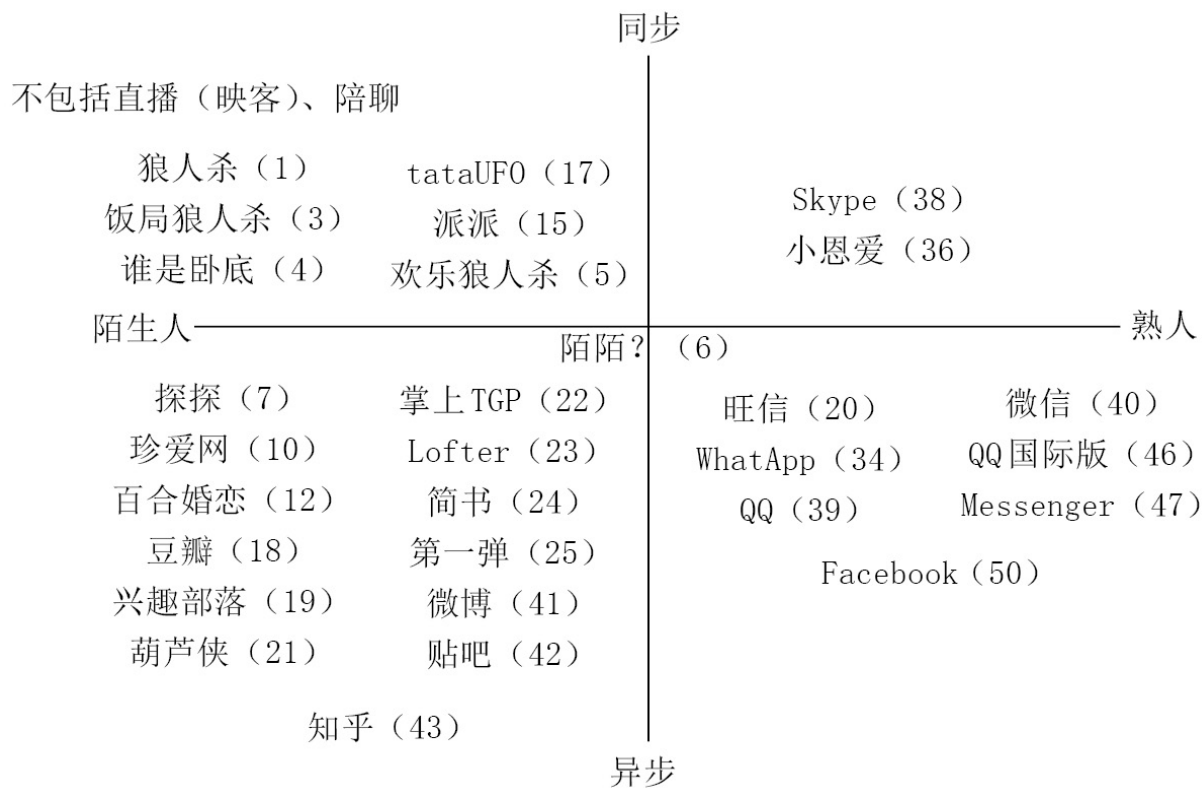 同步
不包括直播（映客）、陪聊
狼人杀（1） tataUFO（17）
饭局狼人杀（3） 派派（15）
谁是卧底（4） 欢乐狼人杀（5）
Skype（38）
小恩爱（36）
陌生人 熟人
陌陌？（6）
探探（7） 掌上TGP（22）
珍爱网（10） Lofter（23）
百合婚恋（12） 简书（24）
豆瓣（18） 第一弹（25）
兴趣部落（19） 微博（41）
葫芦侠（21） 贴吧（42）
知乎（43）
旺信（20） 微信（40）
WhatApp（34） QQ国际版（46）
QQ（39） Messenger（47）
Facebook（50）
异步